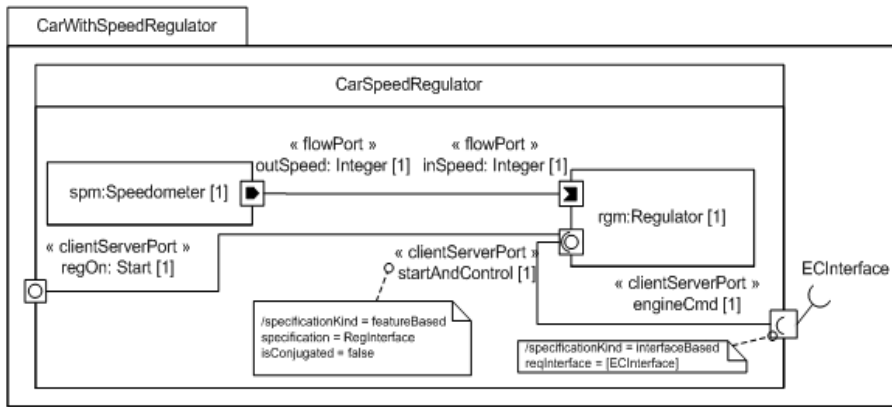 CarWithSpeedRegulator
CarSpeedRegulator
« flowPort »
outSpeed: Integer [1]
« flowPort »
inSpeed: Integer [1]
spm:Speedometer [1]
rgm:Regulator [1]
« clientServerPort »
regOn: Start [1]
« clientServerPort »
startAndControl [1]
ECInterface
« clientServerPort »
engineCmd [1]
/specificationKind = featureBased
specification = RegInterface
isConjugated = false
/specificationKind = interfaceBased
reqInterface = [ECInterface]